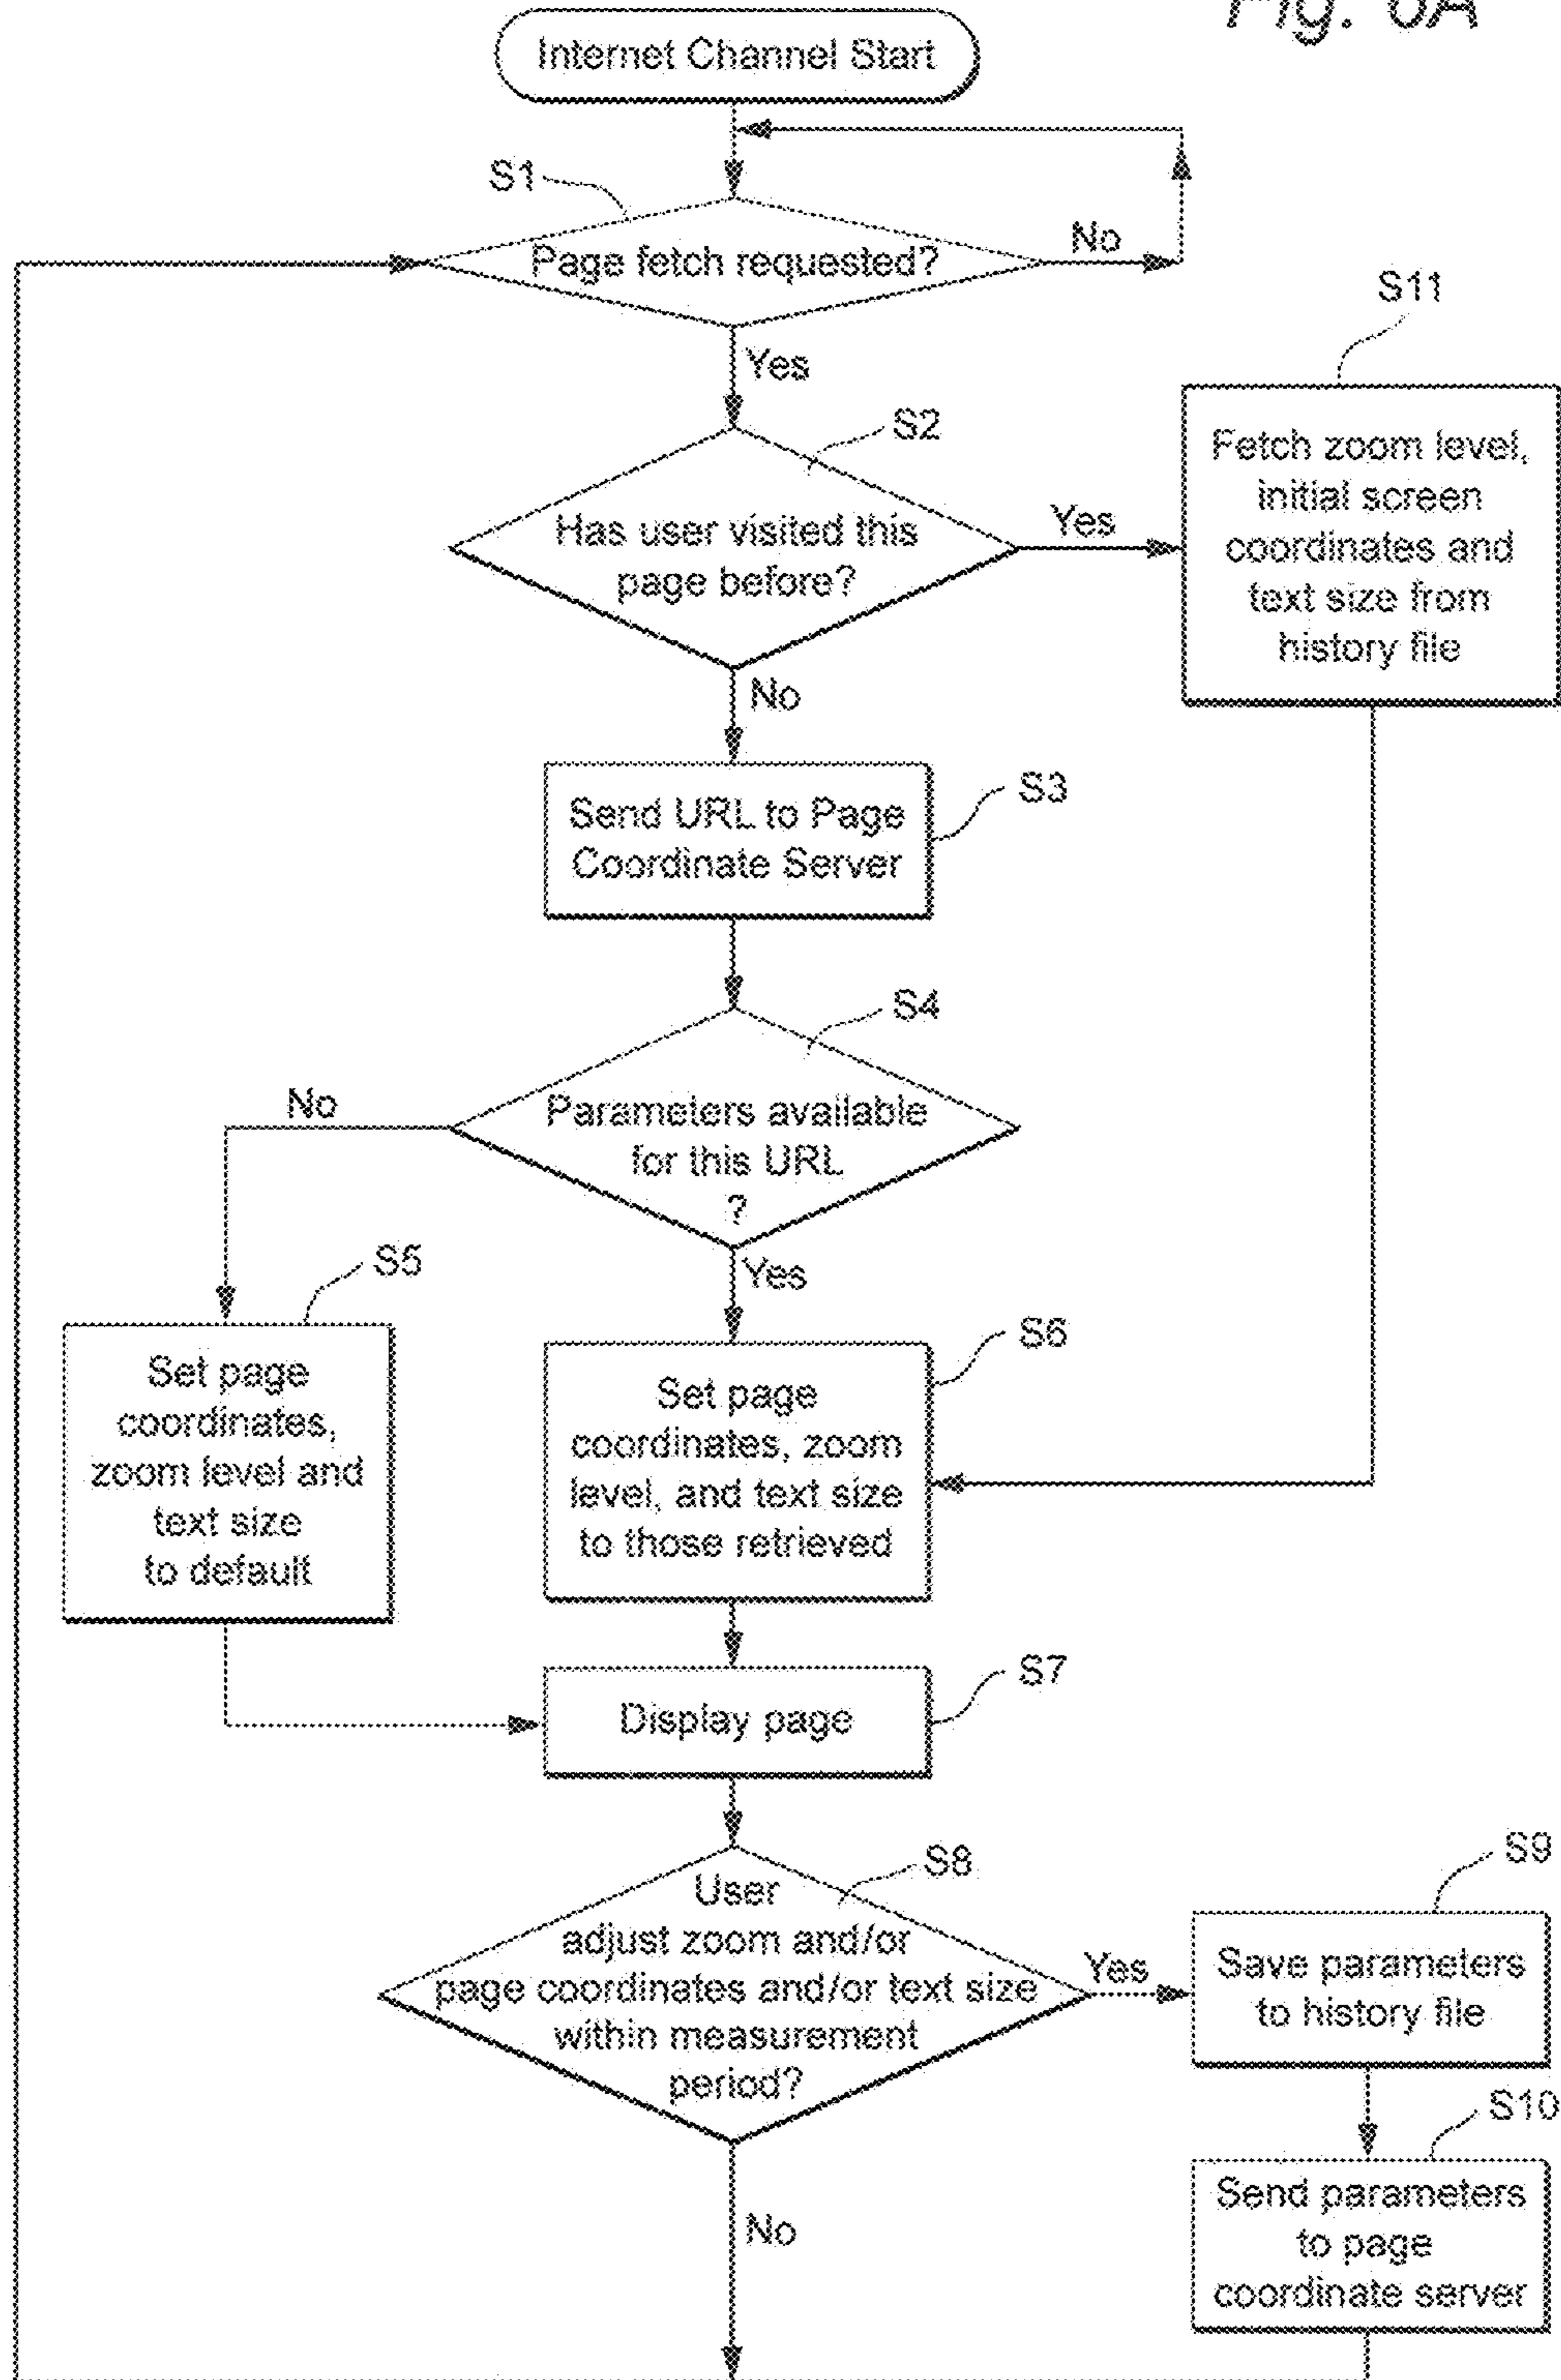 Fig. 6A
Internet Channel Start
S1
Page fetch requested?
No
Yes
S11
S2
Has user visited this
page before?
Yes
No
Fetch zoom level,
initial screen
coordinates and
text size from
history file
S3
Send URL to Page
Coordinate Server
S4
Parameters available
for this URL
?
No
Yes
S5
Set page
coordinates,
zoom level and
text size
to default
S6
Set page
coordinates, zoom
level, and text size
to those retrieved
S7
Display page
S8
User
adjust zoom and/or
page coordinates and/or text size
within measurement
period?
Yes
No
S9
Save parameters
to history file
S10
Send parameters
to page
coordinate server